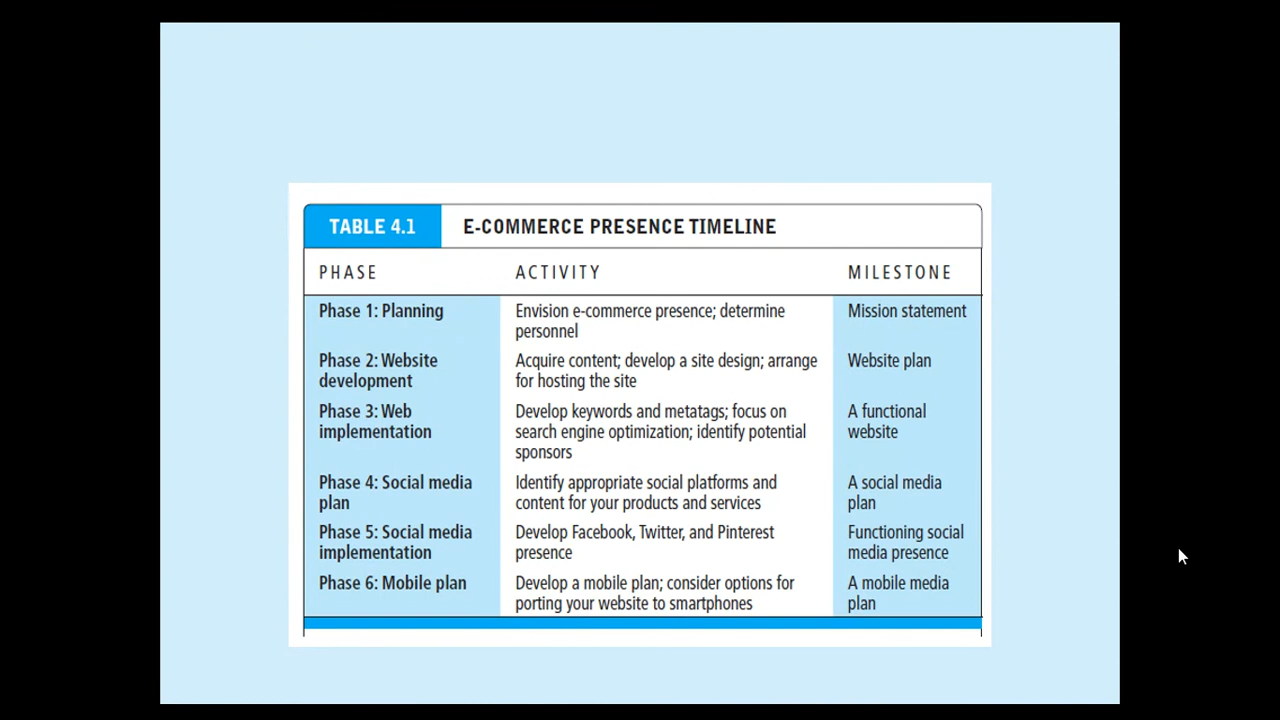 TABLE 4.1 E-COMMERCE PRESENCE TIMELINE
PHASE ACTIVITY MILESTONE
Phase 1: Planning Envision e-commerce presence; determine Mission statement
personnel
Phase 2: Website Acquire content; develop a site design; arrange Website plan
development for hosting the site
Phase 3: Web Develop keywords and metatags; focus on A functional
implementation search engine optimization; identify potential website
sponsors
Phase 4: Social media Identify appropriate social platforms and A social media
plan content for your products and services plan
Phase 5: Social media Develop Facebook, Twitter, and Pinterest Functioning social
implementation presence media presence
Phase 6: Mobile plan Develop a mobile plan; consider options for A mobile media
porting your website to smartphones plan